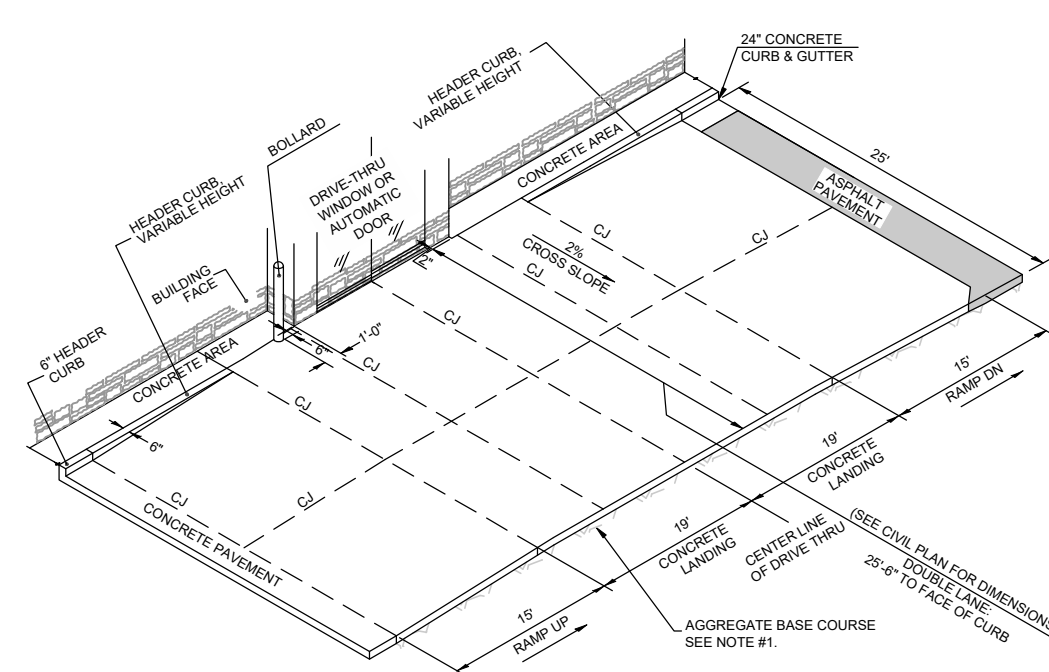 24" CONCRETE
CURB & GUTTER
HEADER CURB,
VARIABLE HEIGHT
BOLLARD
HEADER CURB,
VARIABLE HEIGHT
DRIVE-THRU
WINDOW OR
AUTOMATIC
DOOR
CONCRETE AREA
25'
ASPHALT
PAVEMENT
BUILDING
FACE
2%
CROSS SLOPE
CJ
CJ
CJ
2"
6" HEADER
CURB
CONCRETE AREA
6"
1'-0"
CJ
CJ
CJ
6"
CJ
CJ
CONCRETE PAVEMENT
15'
RAMP DN
19'
CONCRETE
LANDING
19'
CONCRETE
LANDING
CENTER LINE
OF DRIVE THRU
(SEE CIVIL PLAN FOR DIMENSIONS
DOUBLE LANE:
25'-6" TO FACE OF CURB
15'
RAMP UP
AGGREGATE BASE COURSE
SEE NOTE #1.